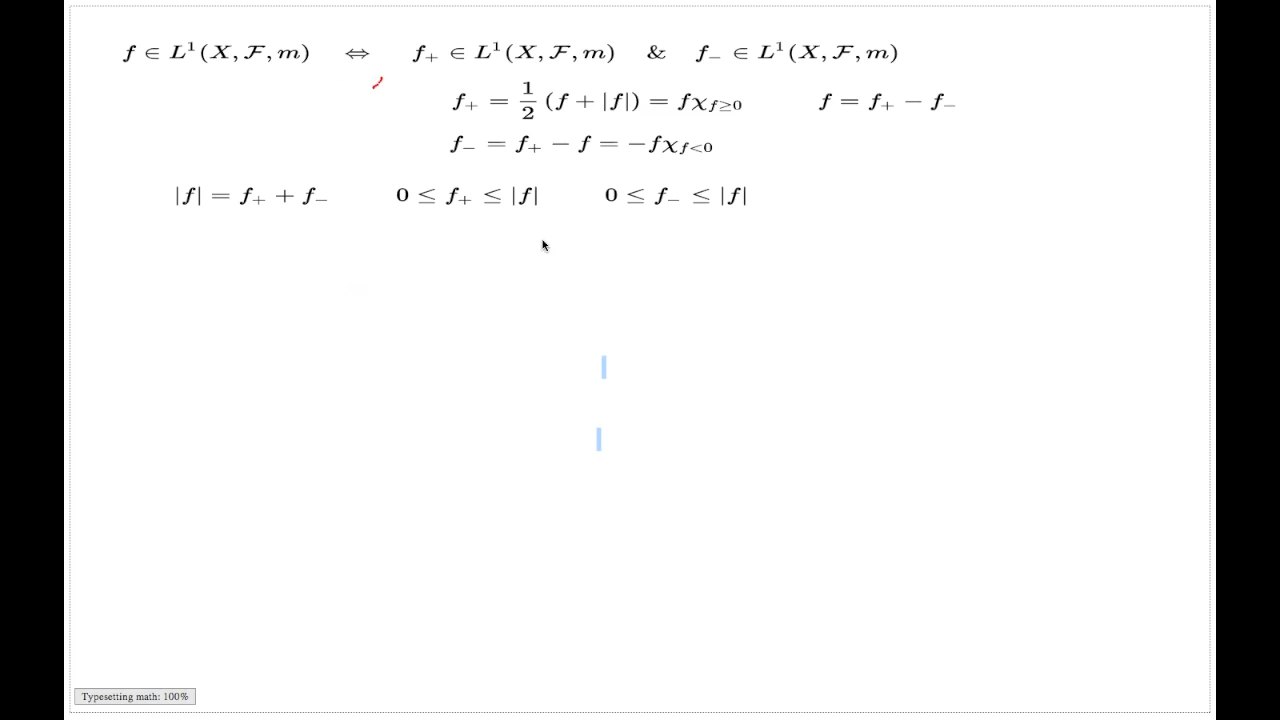 f ∈ L¹(X, ℱ, m) ⇔ f₊ ∈ L¹(X, ℱ, m) & f₋ ∈ L¹(X, ℱ, m)
f₊ = 1/2 (f + |f|) = fχ_{f≥0} f = f₊ − f₋
f₋ = f₊ − f = −fχ_{f<0}
|f| = f₊ + f₋ 0 ≤ f₊ ≤ |f| 0 ≤ f₋ ≤ |f|
Typesetting math: 100%